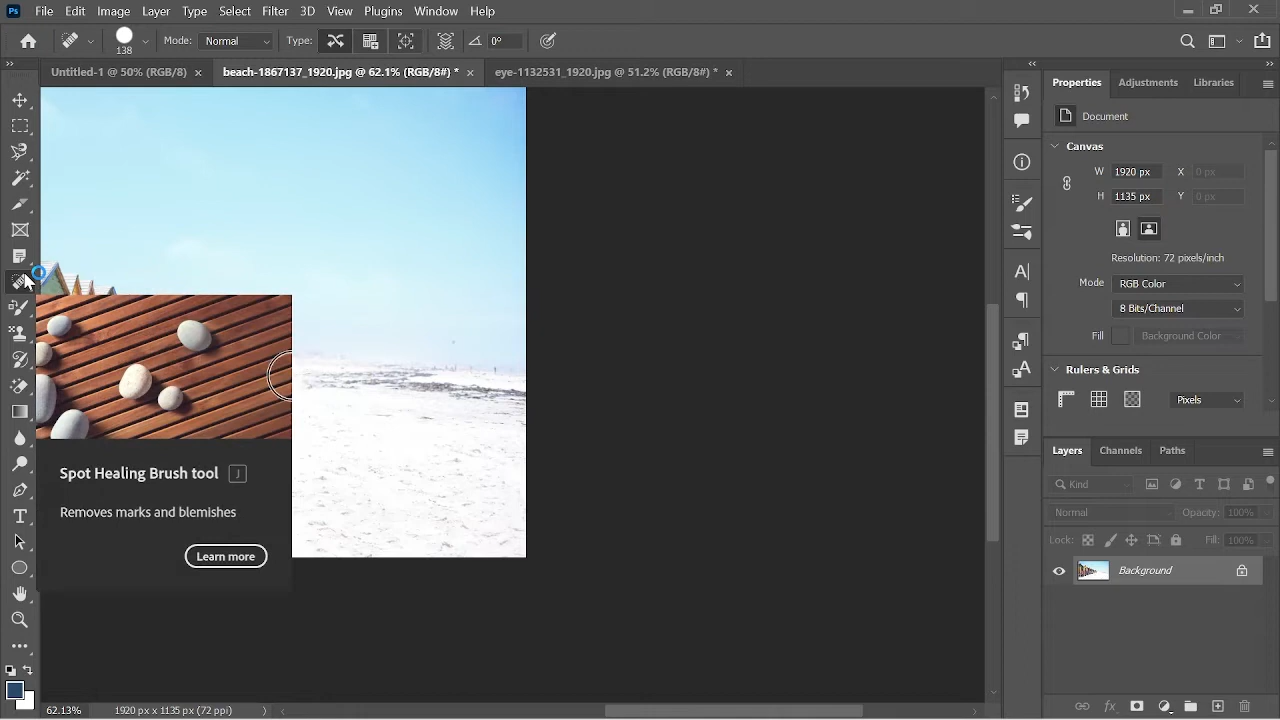 Ps File Edit Image Layer Type Select Filter 3D View Plugins Window Help
138 Mode: Normal Type: 0°
Untitled-1 @ 50% (RGB/8) × beach-1867137_1920.jpg @ 62.1% (RGB/8#) * × eye-1132531_1920.jpg @ 51.2% (RGB/8#) * ×
Properties Adjustments Libraries
Document
Canvas
W 1920 px X 0 px
H 1135 px Y 0 px
Resolution: 72 pixels/inch
Mode RGB Color
8 Bits/Channel
Fill Background Color
Rulers & Grids
Pixels
Spot Healing Brush tool J
Removes marks and blemishes
Learn more
Layers Channels Paths
Kind
Normal Opacity: 100%
Lock: Fill: 100%
Background
62.13% 1920 px x 1135 px (72 ppi)